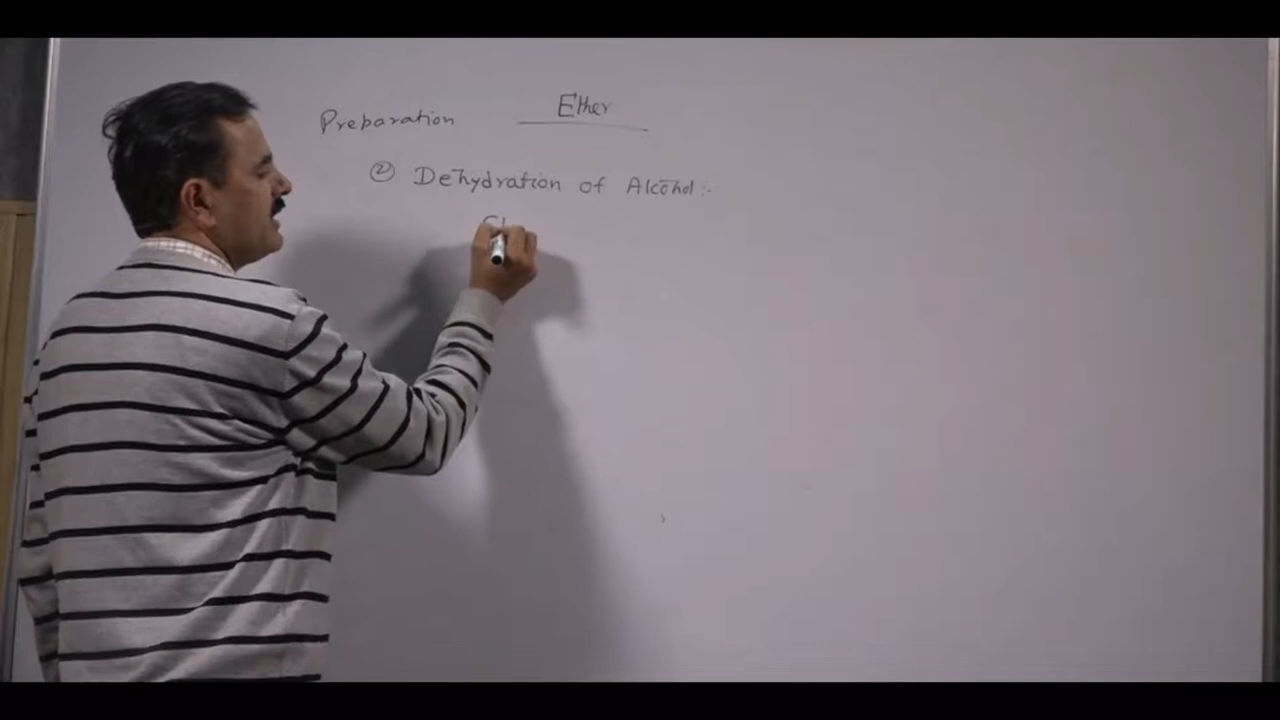 Preparation Ether
② Dehydration of Alcohol :-